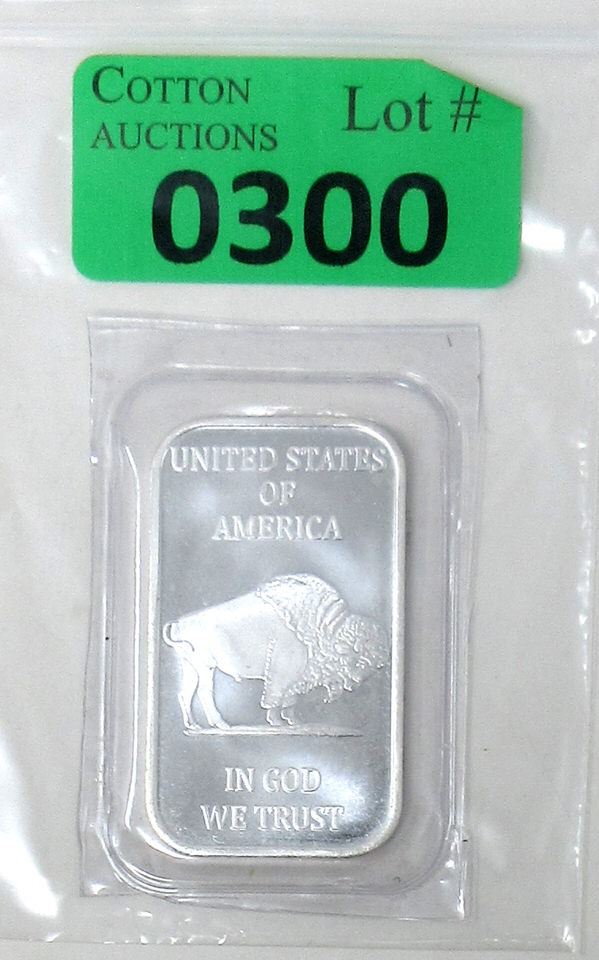 COTTON
AUCTIONS
Lot #
0300
UNITED STATES
OF
AMERICA
IN GOD
WE TRUST